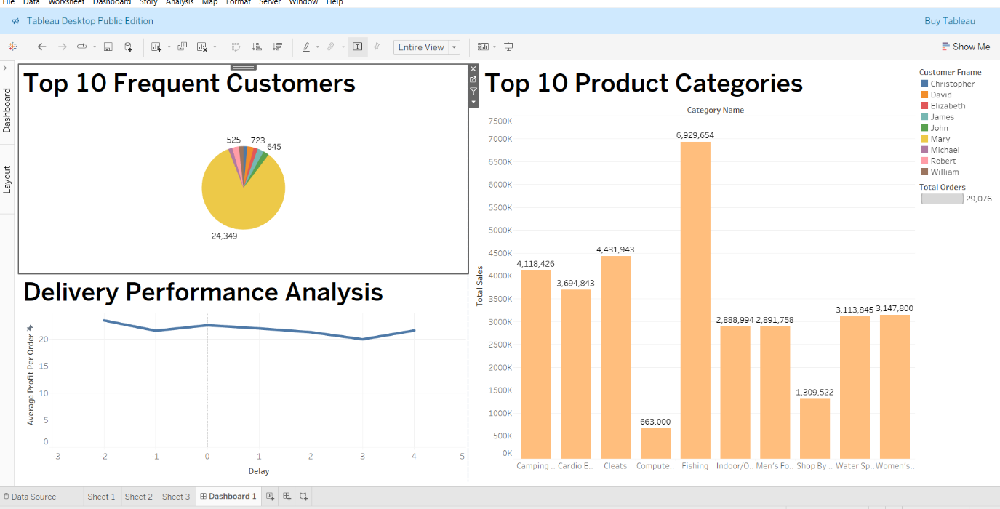 File Data Worksheet Dashboard Story Analysis Map Format Server Window Help
Tableau Desktop Public Edition
Buy Tableau
Entire View
Show Me
Dashboard
Layout
Top 10 Frequent Customers
525 723
645
24,349
Delivery Performance Analysis
Average Profit Per Order
20
15
10
5
0
-3 -2 -1 0 1 2 3 4 5
Delay
Top 10 Product Categories
Category Name
Total Sales
7500K
7000K
6500K
6000K
5500K
5000K
4500K
4000K
3500K
3000K
2500K
2000K
1500K
1000K
500K
0K
4,118,426
3,694,843
4,431,943
663,000
6,929,654
2,888,994
2,891,758
1,309,522
3,113,845
3,147,800
Camping .. Cardio E.. Cleats Compute.. Fishing Indoor/O.. Men's Fo.. Shop By .. Water Sp.. Women's..
Customer Fname
Christopher
David
Elizabeth
James
John
Mary
Michael
Robert
William
Total Orders
29,076
Data Source Sheet 1 Sheet 2 Sheet 3 Dashboard 1